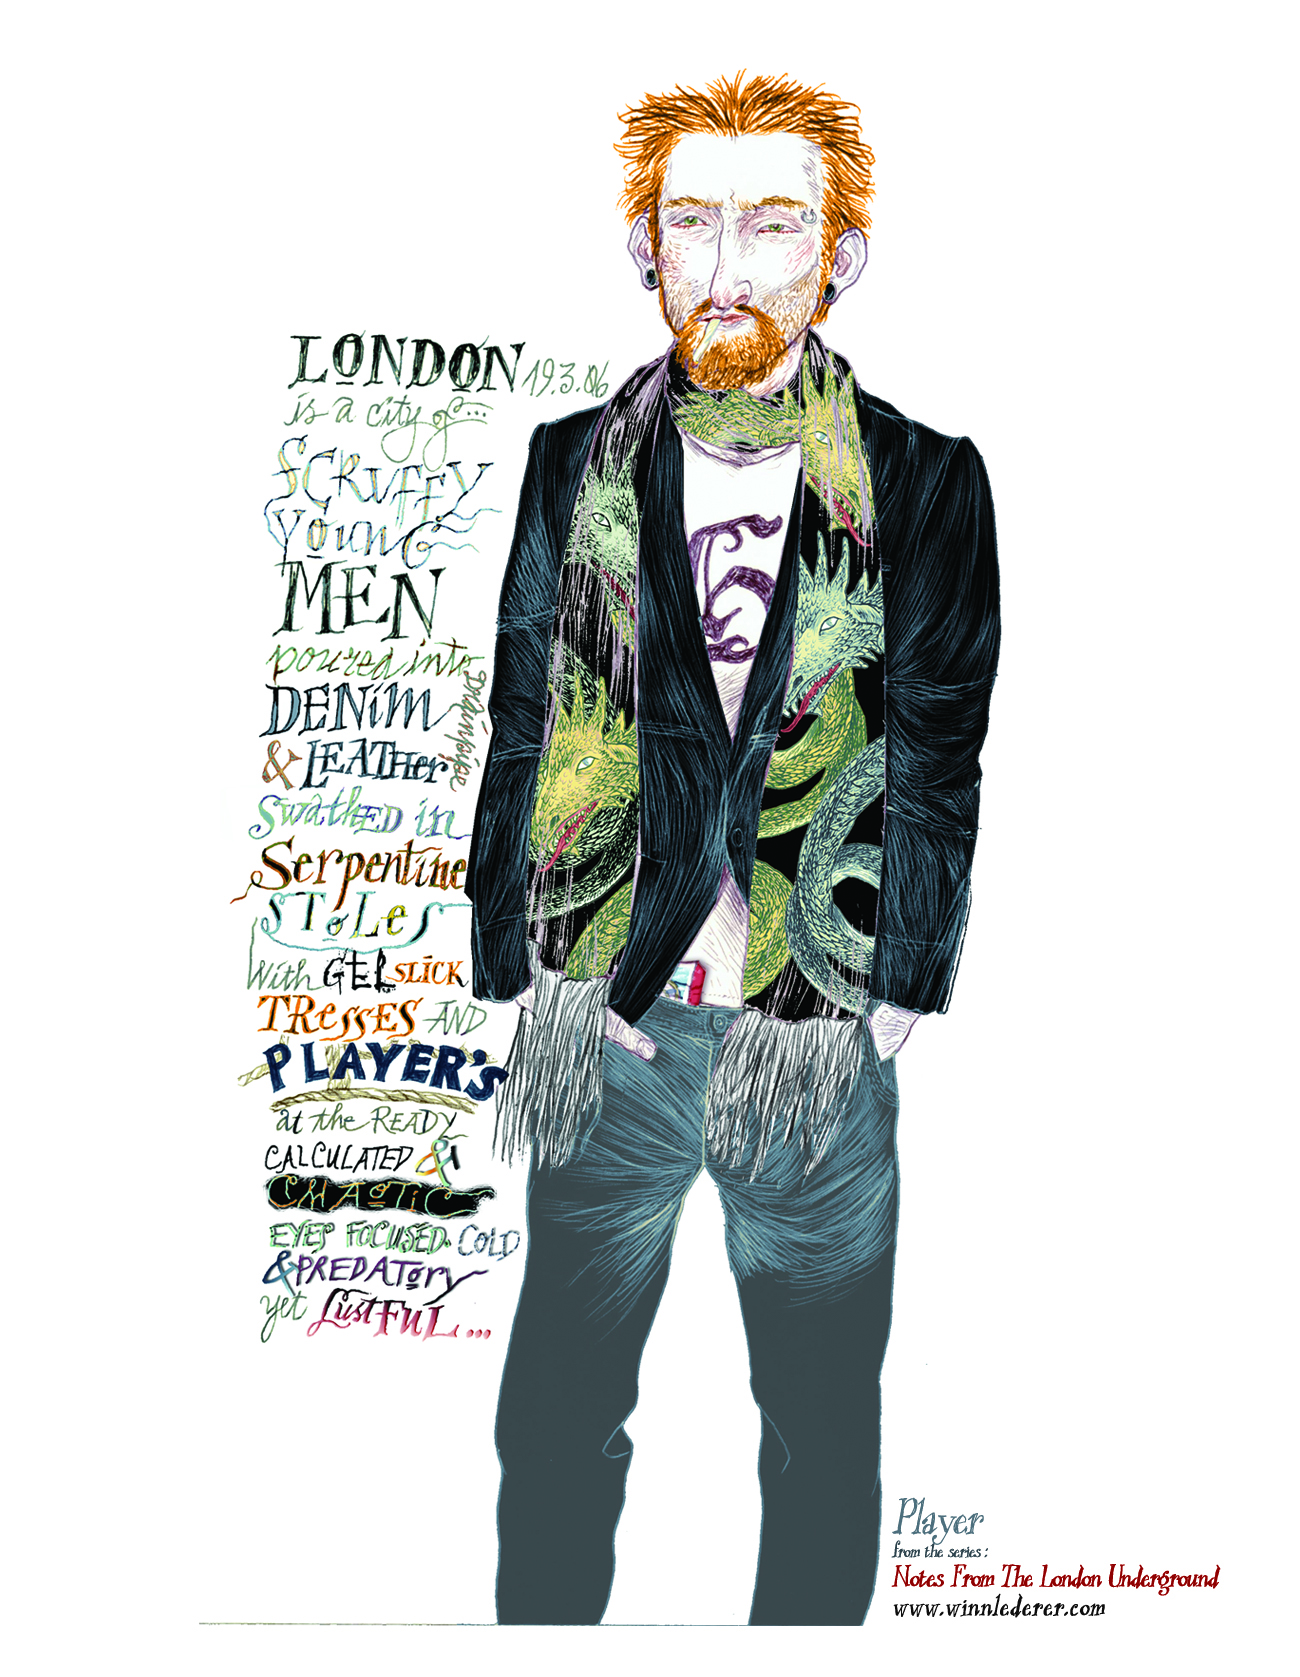 LONDON 19.3.06
is a city of...
SCRUFFY
YOUNG
MEN
poured into
DENIM
Drainpipe
& LEATHER
Swathed in
Serpentine
STOLES
With GEL SLICK
TRESSES AND
PLAYER'S
at the READY
CALCULATED &
CHAOTIC
EYES FOCUSED. COLD
& PREDATORY
yet LustFUL...
Player
from the series:
Notes From The London Underground
www.winnlederer.com